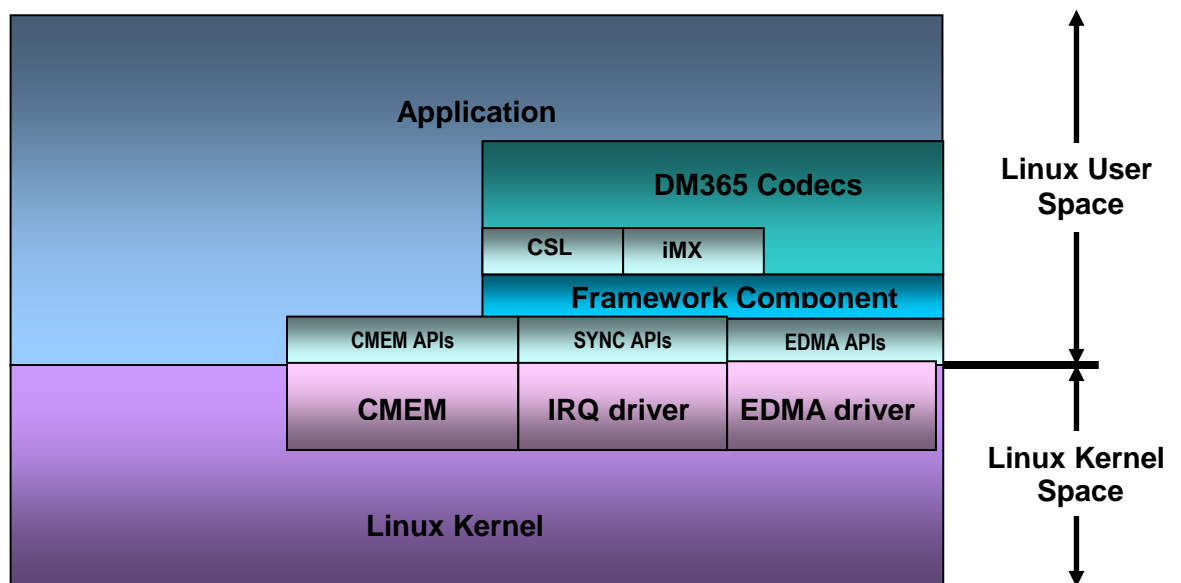 Application
DM365 Codecs
CSL
iMX
Framework Component
CMEM APIs
SYNC APIs
EDMA APIs
CMEM
IRQ driver
EDMA driver
Linux Kernel
Linux User
Space
Linux Kernel
Space